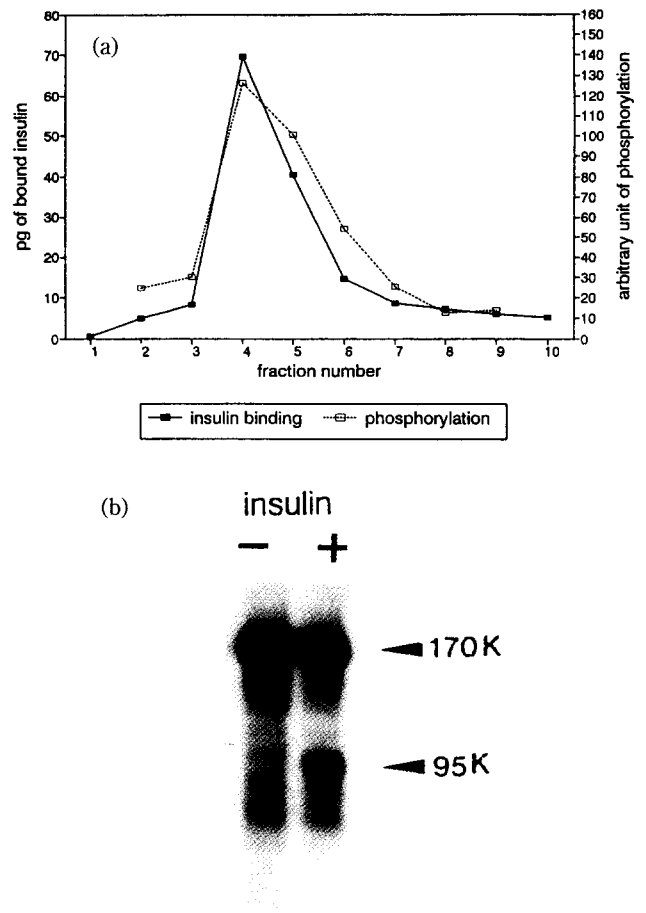 (a)
pg of bound insulin
80
70
60
50
40
30
20
10
0
1 2 3 4 5 6 7 8 9 10
fraction number
160
150
140
130
120
110
100
90
80
70
60
50
40
30
20
10
0
arbitrary unit of phosphorylation
insulin binding phosphorylation
(b)
insulin
− +
170K
95K